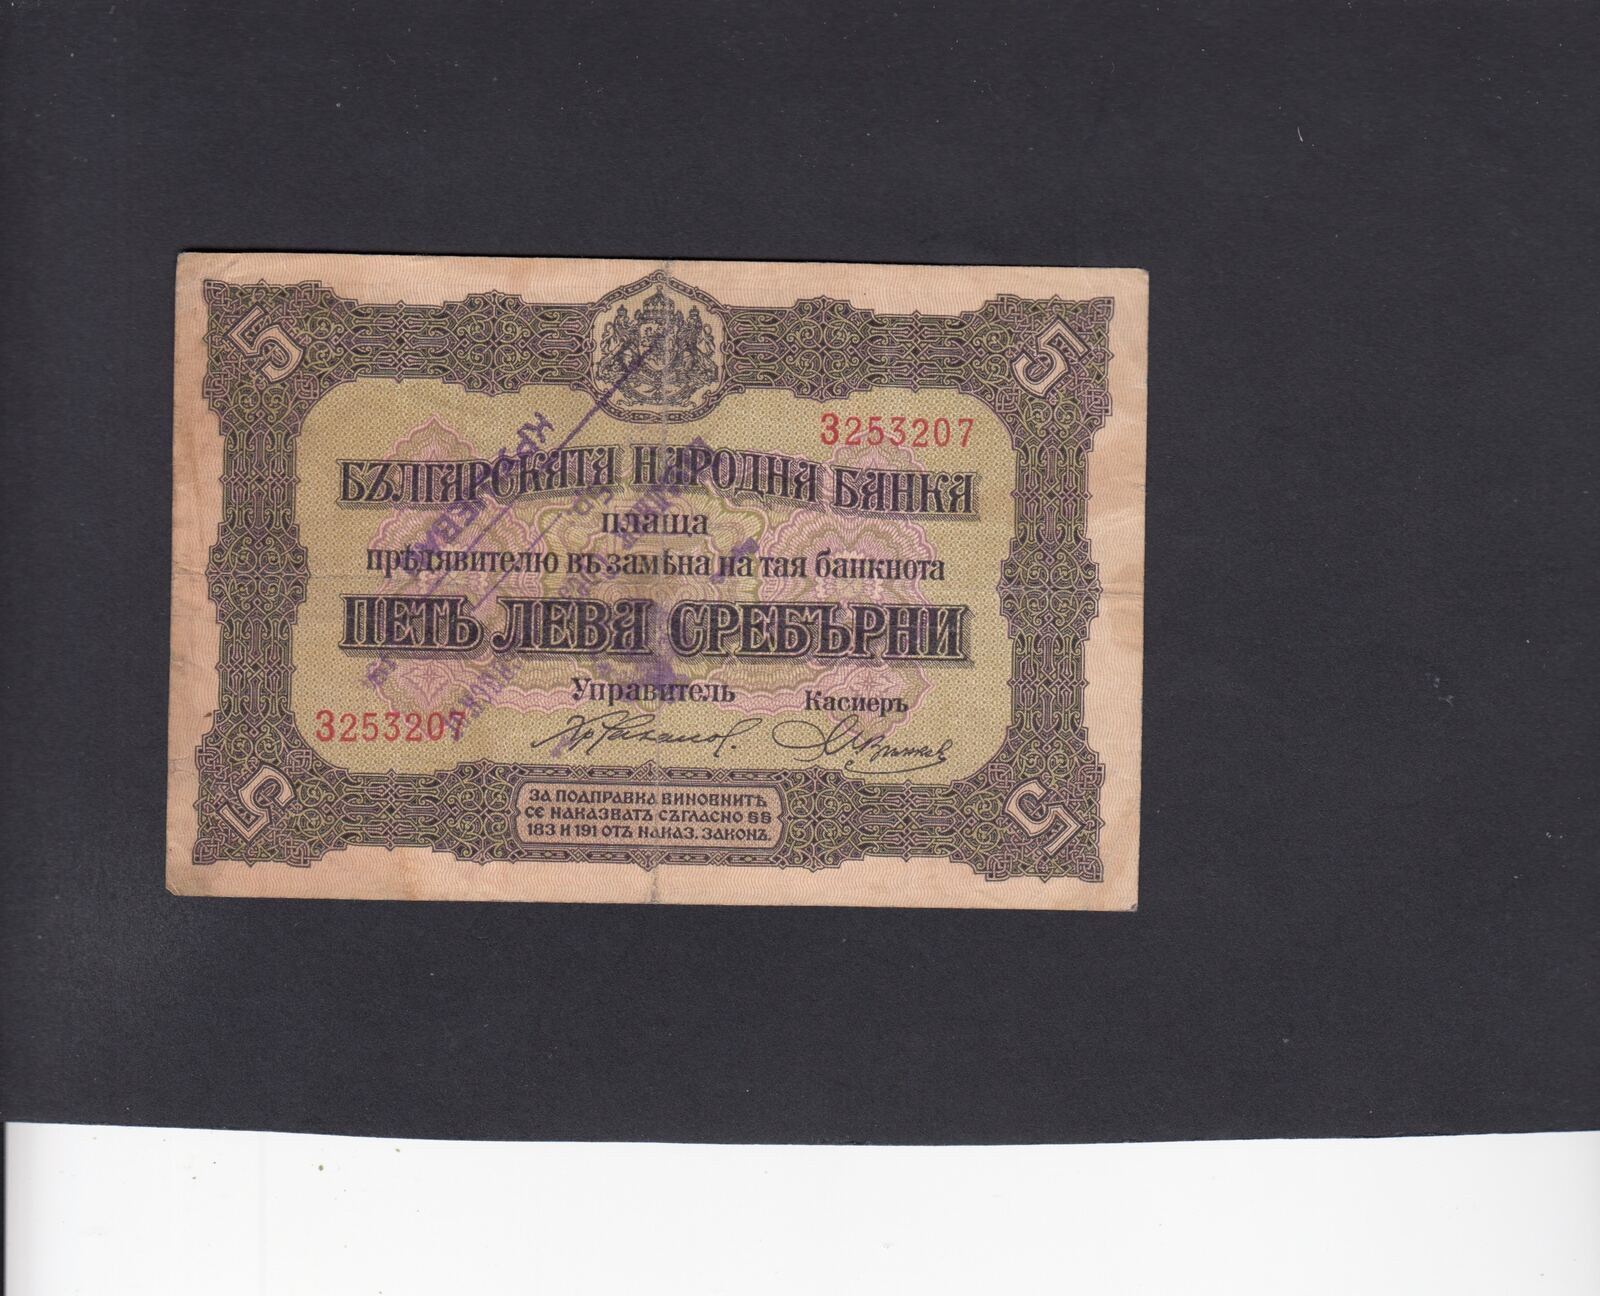 5 5
3253207
БЪЛГАРСКАТА НАРОДНА БАНКА
плаща
прѣдявителю въ замѣна на тая банкнота
ПЕТЬ ЛЕВА СРЕБЪРНИ
Управитель Касиеръ
3253207
5 5
ЗА ПОДПРАВКА ВИНОВНИТѢ
СЕ НАКАЗВАТЪ СЪГЛАСНО §§
183 И 191 ОТЪ НАКАЗ. ЗАКОНЪ.